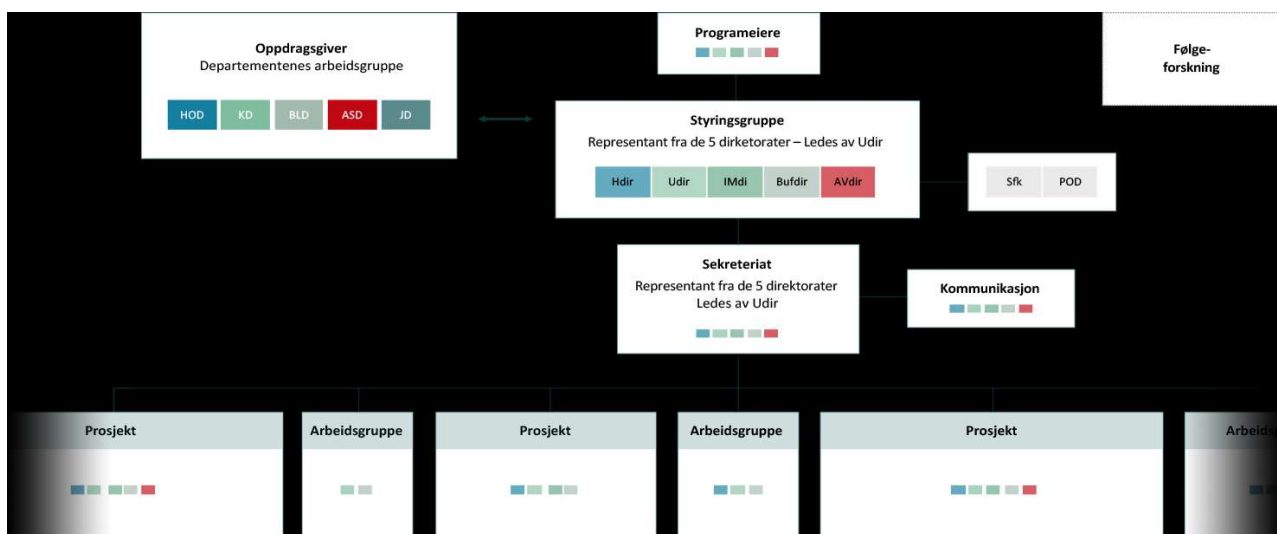 Oppdragsgiver
Departementenes arbeidsgruppe
HOD KD BLD ASD JD
Programeiere
Følge-
forskning
Styringsgruppe
Representant fra de 5 dirketorater – Ledes av Udir
Hdir Udir IMdi Bufdir AVdir
Sfk POD
Sekreteriat
Representant fra de 5 direktorater
Ledes av Udir
Kommunikasjon
Prosjekt
Arbeidsgruppe
Prosjekt
Arbeidsgruppe
Prosjekt
Arbeids